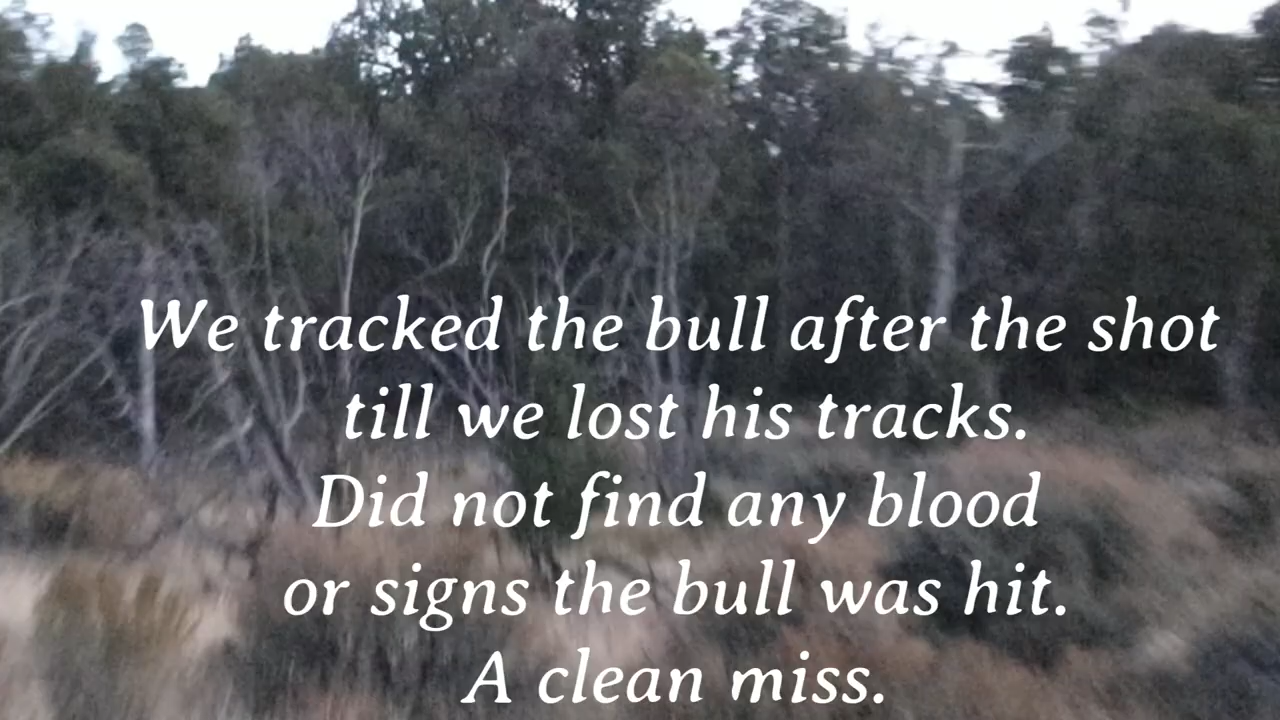 We tracked the bull after the shot
till we lost his tracks.
Did not find any blood
or signs the bull was hit.
A clean miss.